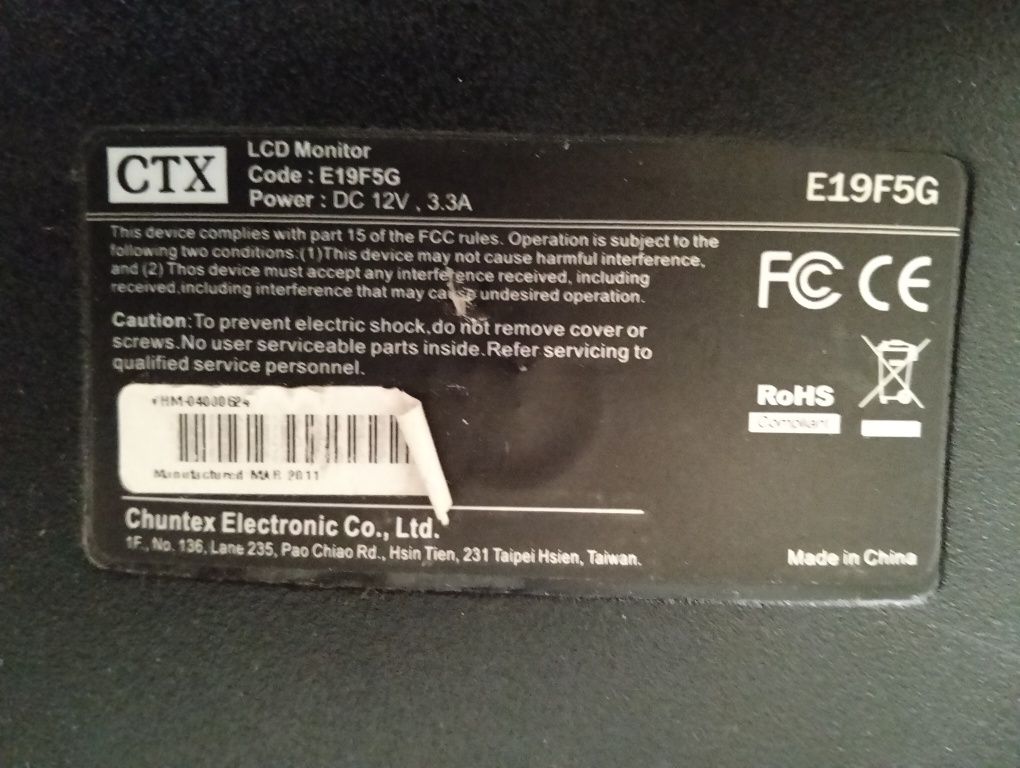 CTX
LCD Monitor
Code : E19F5G
Power : DC 12V , 3.3A
E19F5G
This device complies with part 15 of the FCC rules. Operation is subject to the
following two conditions.(1)This device may not cause harmful interference,
and (2) Thos device must accept any interference received, including
received,including interference that may cause undesired operation.
Caution:To prevent electric shock,do not remove cover or
screws.No user serviceable parts inside.Refer servicing to
qualified service personnel.
FC CE
RoHS
Compliant
Manufactured MAR 2011
Chuntex Electronic Co., Ltd.
1F., No. 136, Lane 235, Pao Chiao Rd., Hsin Tien, 231 Taipei Hsien, Taiwan.
Made in China